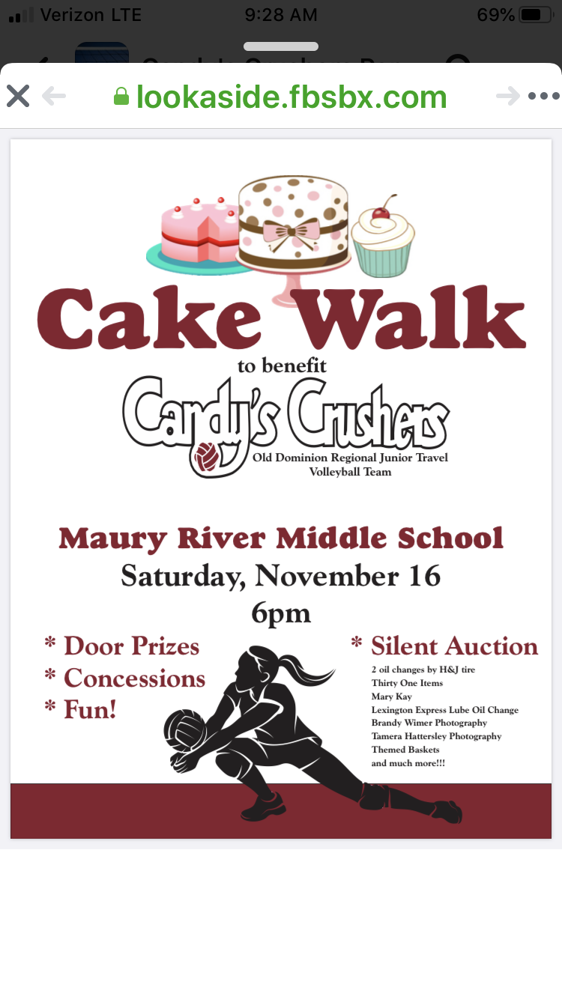 Verizon LTE 9:28 AM 69%
lookaside.fbsbx.com
Cake Walk
to benefit
Candy's Crushers
Old Dominion Regional Junior Travel
Volleyball Team
Maury River Middle School
Saturday, November 16
6pm
* Door Prizes
* Concessions
* Fun!
* Silent Auction
2 oil changes by H&J tire
Thirty One Items
Mary Kay
Lexington Express Lube Oil Change
Brandy Wimer Photography
Tamera Hattersley Photography
Themed Baskets
and much more!!!